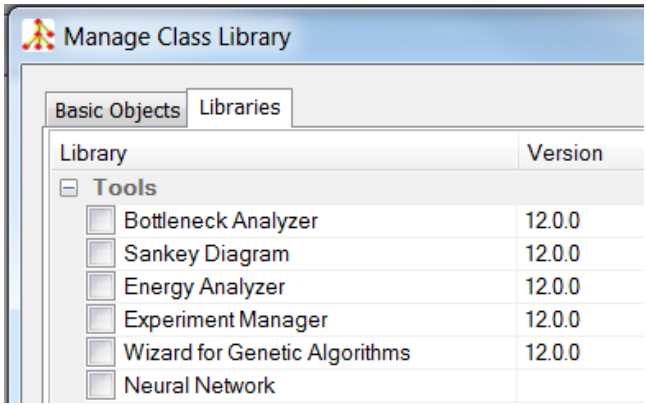 Manage Class Library
Basic Objects Libraries
Library Version
Tools
Bottleneck Analyzer 12.0.0
Sankey Diagram 12.0.0
Energy Analyzer 12.0.0
Experiment Manager 12.0.0
Wizard for Genetic Algorithms 12.0.0
Neural Network